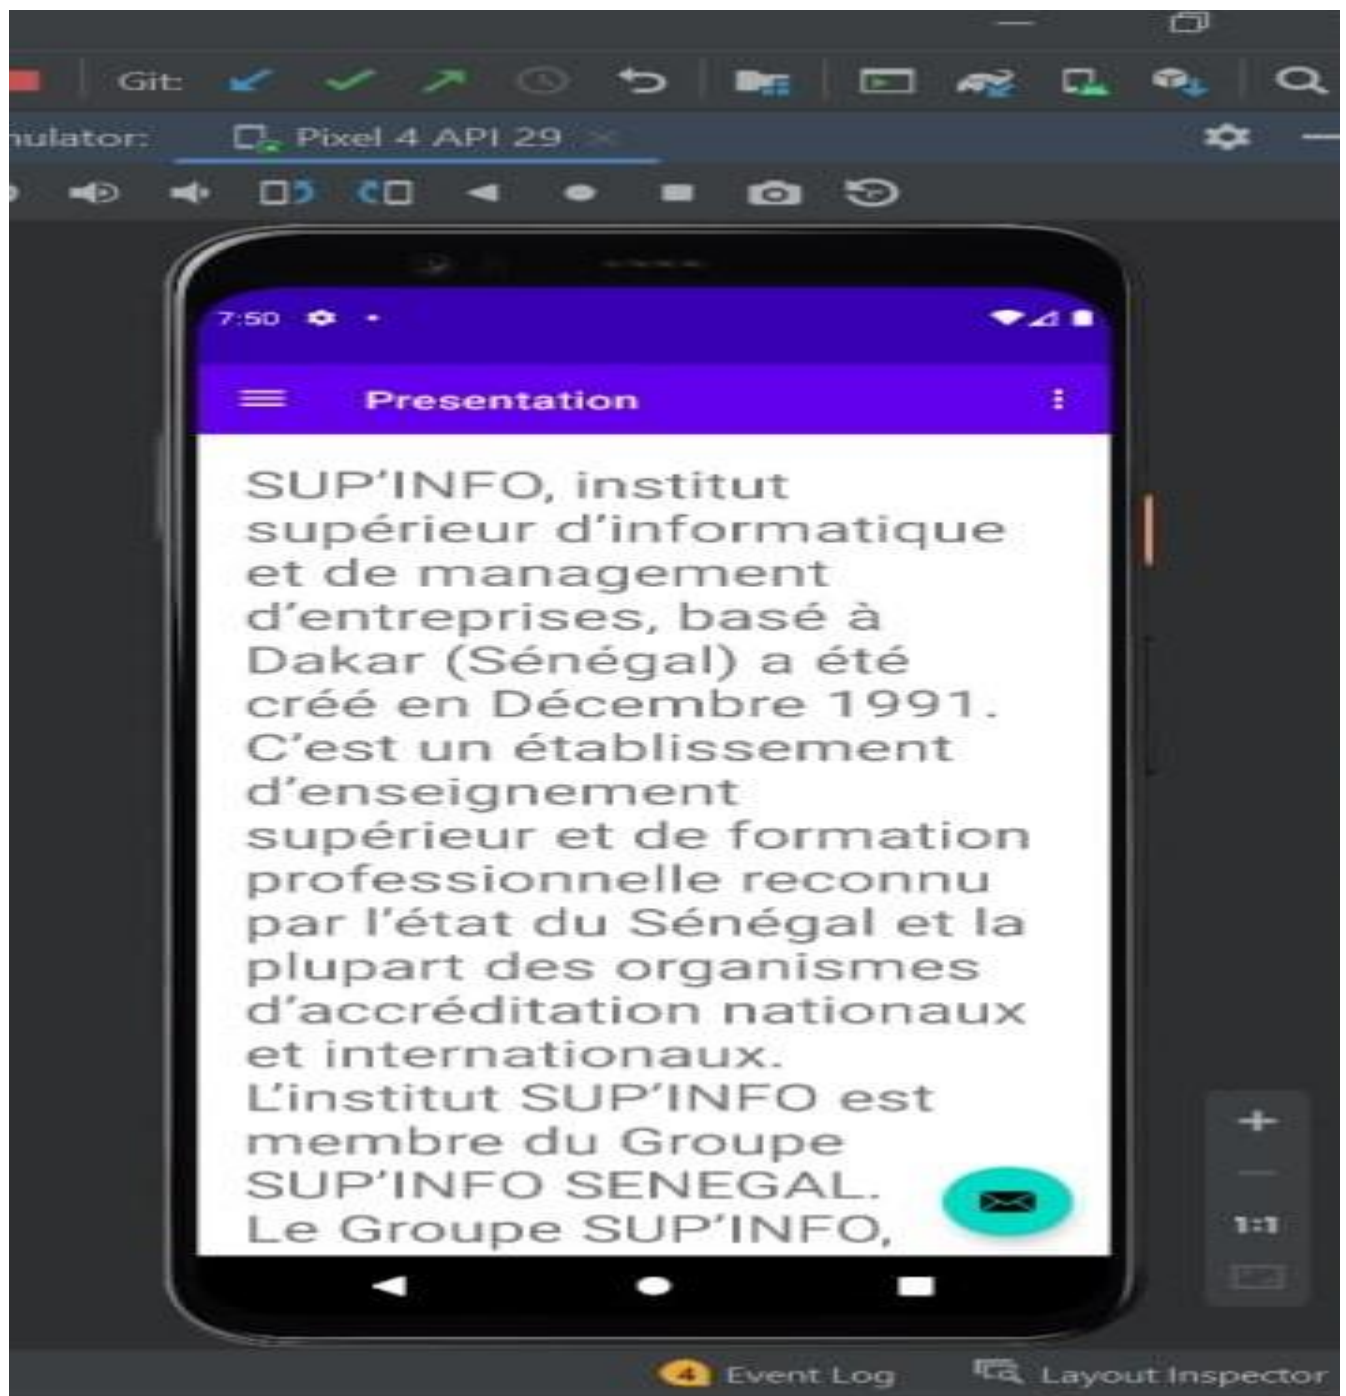 Git:
Pixel 4 API 29
7:50
Presentation
SUP'INFO, institut
supérieur d'informatique
et de management
d'entreprises, basé à
Dakar (Sénégal) a été
créé en Décembre 1991.
C'est un établissement
d'enseignement
supérieur et de formation
professionnelle reconnu
par l'état du Sénégal et la
plupart des organismes
d'accréditation nationaux
et internationaux.
L'institut SUP'INFO est
membre du Groupe
SUP'INFO SENEGAL.
Le Groupe SUP'INFO,
1:1
4 Event Log Layout Inspector